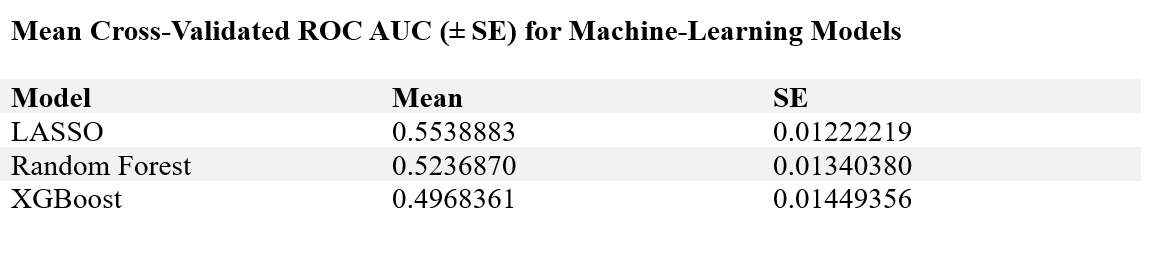 Mean Cross-Validated ROC AUC (± SE) for Machine-Learning Models
Model Mean SE
LASSO 0.5538883 0.01222219
Random Forest 0.5236870 0.01340380
XGBoost 0.4968361 0.01449356